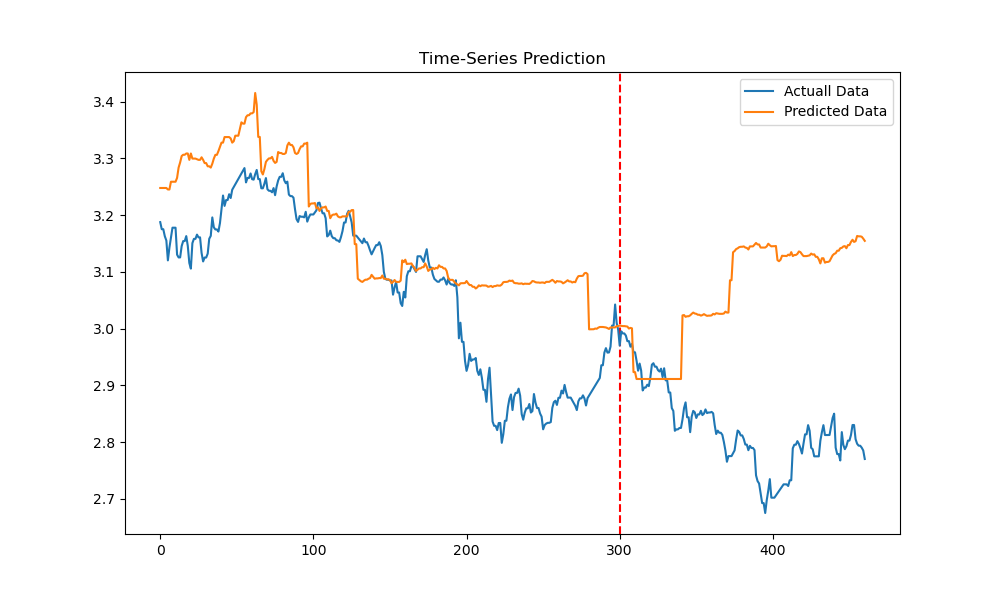 Time-Series Prediction
Actuall Data
Predicted Data
3.4
3.3
3.2
3.1
3.0
2.9
2.8
2.7
0 100 200 300 400